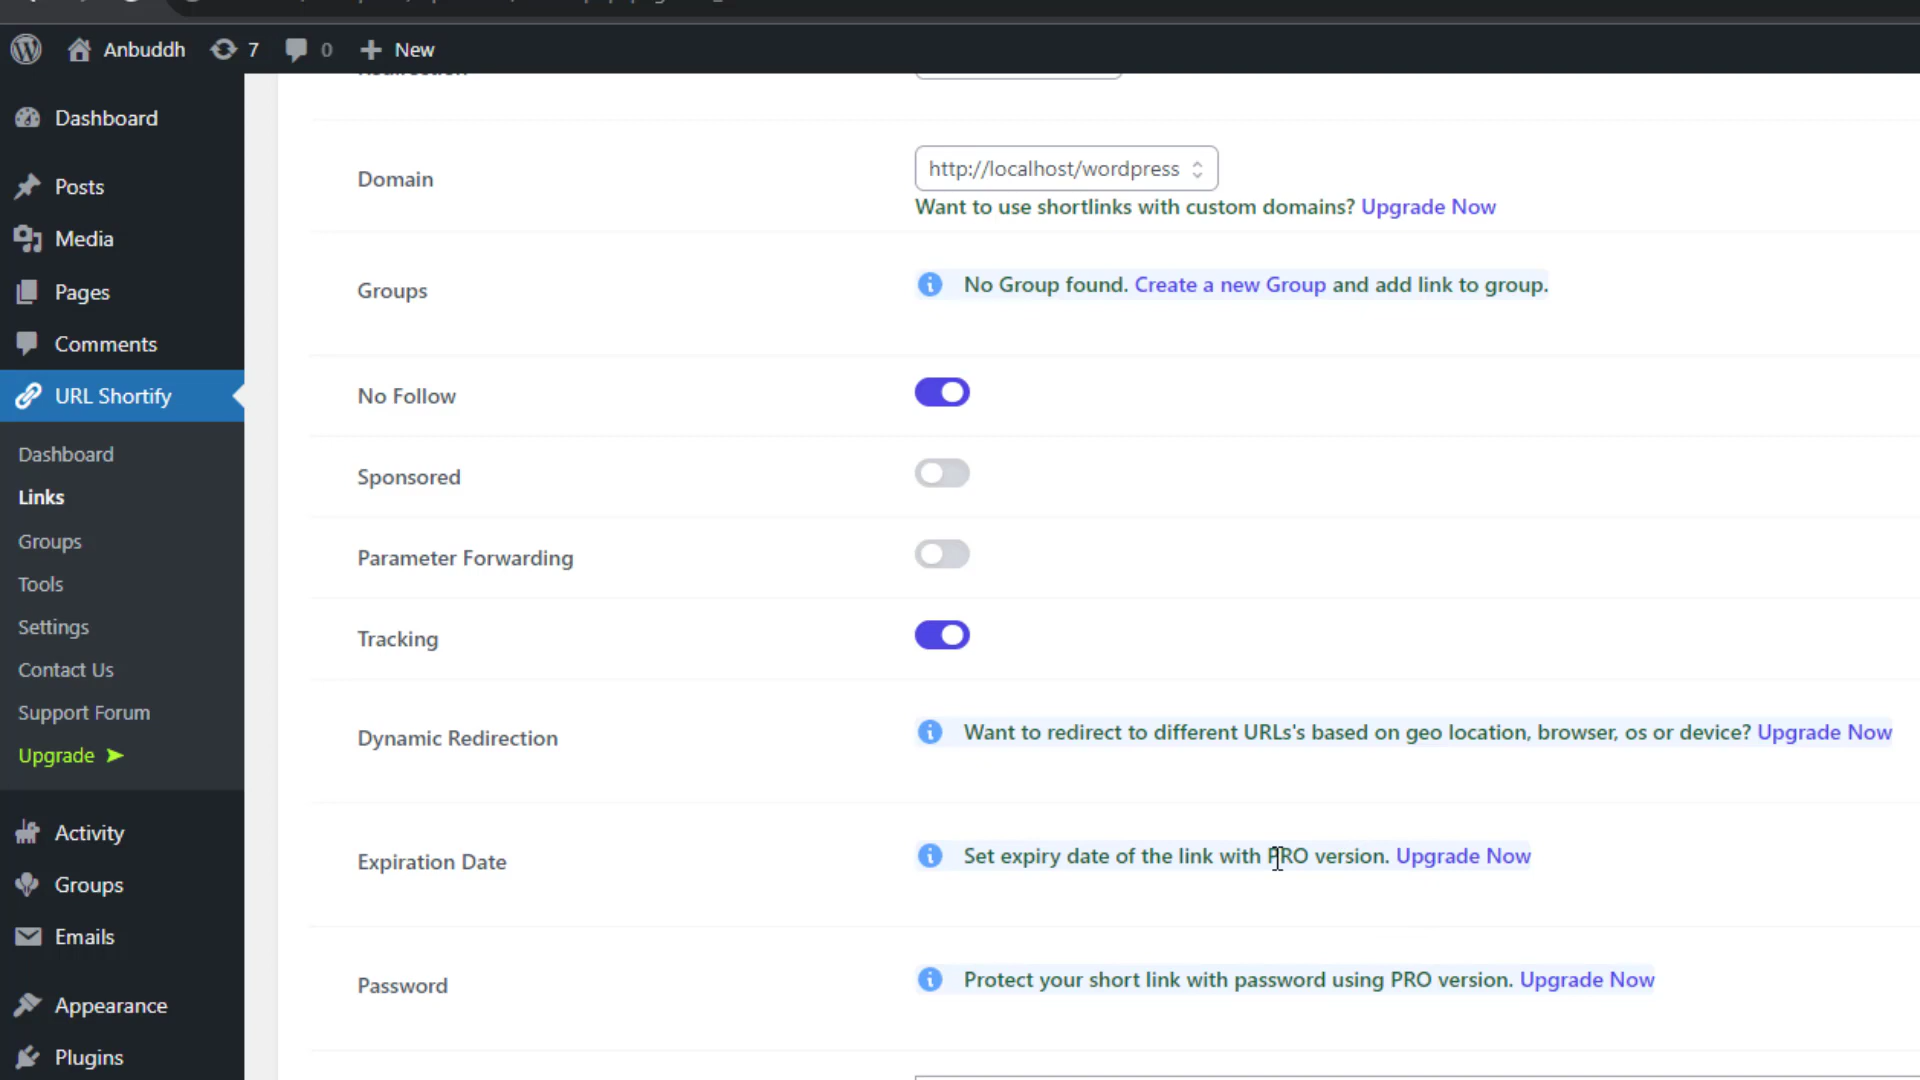 Anbuddh 7 0 New
Dashboard
Posts
Media
Pages
Comments
URL Shortify
Dashboard
Links
Groups
Tools
Settings
Contact Us
Support Forum
Upgrade ➤
Activity
Groups
Emails
Appearance
Plugins
Domain
http://localhost/wordpress
Want to use shortlinks with custom domains? Upgrade Now
Groups
No Group found. Create a new Group and add link to group.
No Follow
Sponsored
Parameter Forwarding
Tracking
Dynamic Redirection
Want to redirect to different URLs's based on geo location, browser, os or device? Upgrade Now
Expiration Date
Set expiry date of the link with PRO version. Upgrade Now
Password
Protect your short link with password using PRO version. Upgrade Now